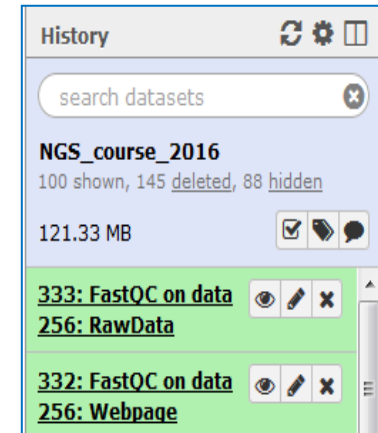 History
search datasets
NGS_course_2016
100 shown, 145 deleted, 88 hidden
121.33 MB
333: FastQC on data
256: RawData
332: FastQC on data
256: Webpage